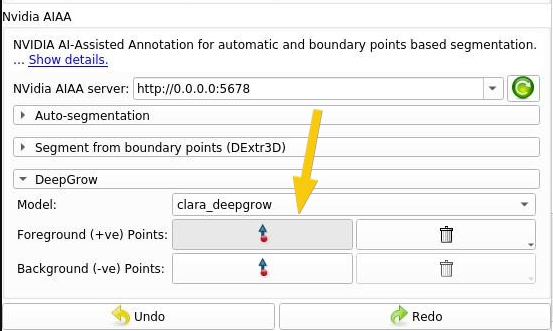 Nvidia AIAA
NVIDIA AI-Assisted Annotation for automatic and boundary points based segmentation.
... Show details.
NVidia AIAA server: http://0.0.0.0:5678
Auto-segmentation
Segment from boundary points (DExtr3D)
DeepGrow
Model: clara_deepgrow
Foreground (+ve) Points:
Background (-ve) Points:
Undo Redo